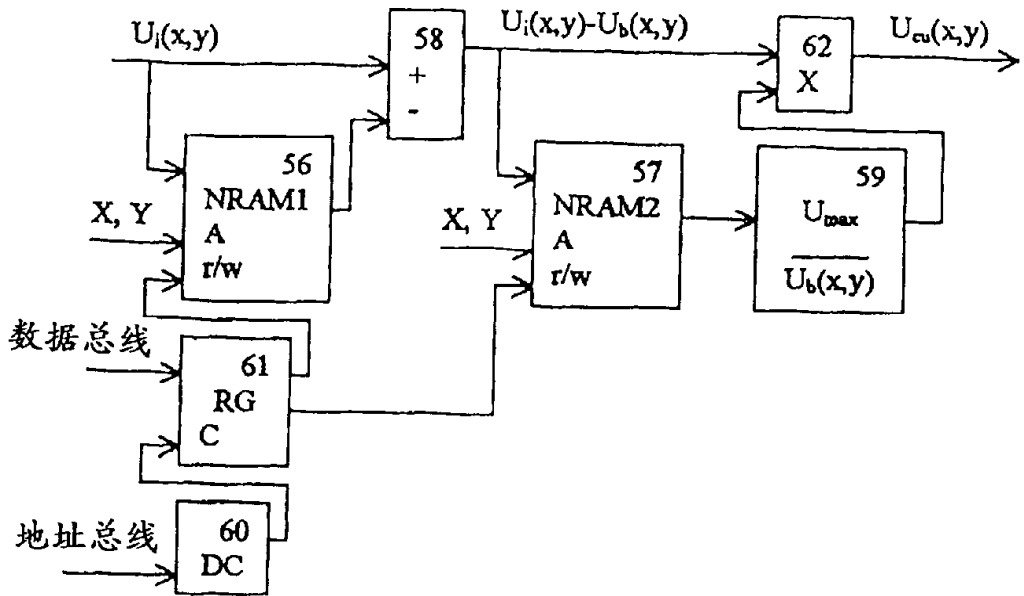 Ui(x,y)
58
+
-
Ui(x,y)-Ub(x,y)
62
X
Ucu(x,y)
56
NRAM1
A
r/w
X, Y
57
NRAM2
A
r/w
X, Y
59
Umax
Ub(x,y)
数据总线
61
RG
C
地址总线
60
DC